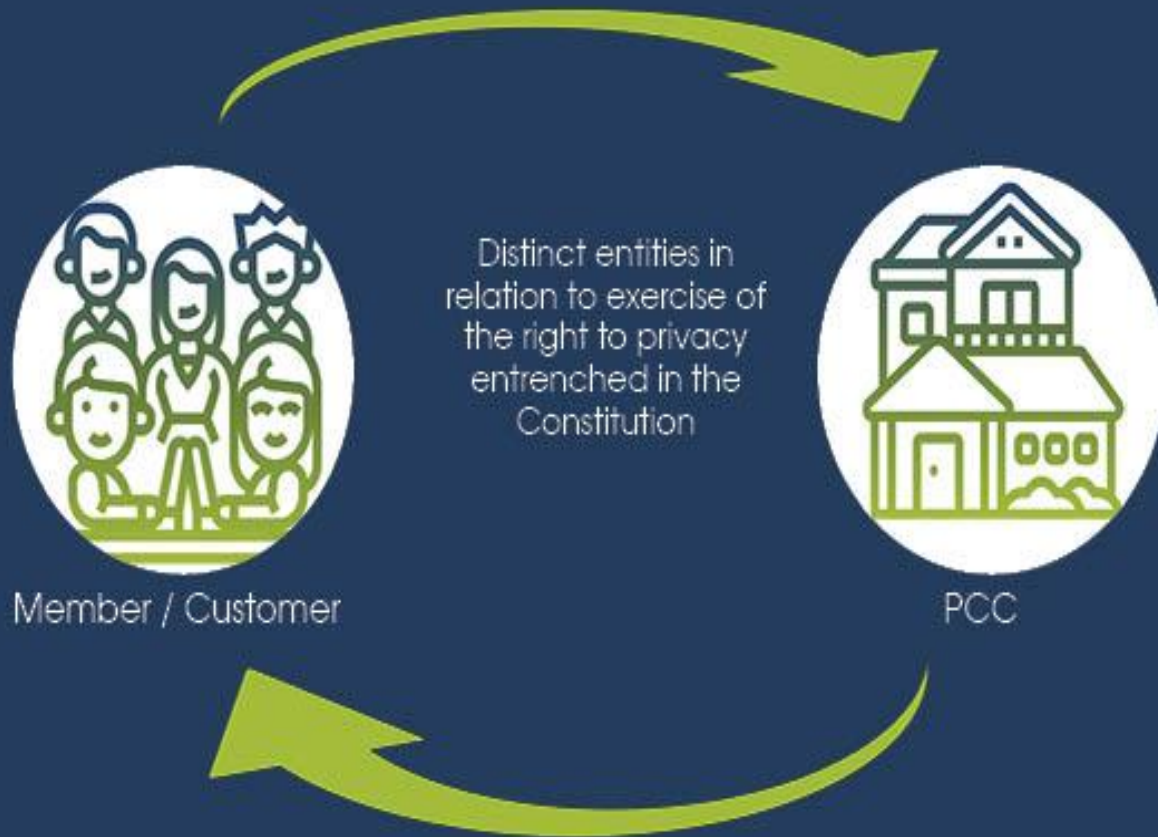 Distinct entities in
relation to exercise of
the right to privacy
entrenched in the
Constitution
Member / Customer
PCC